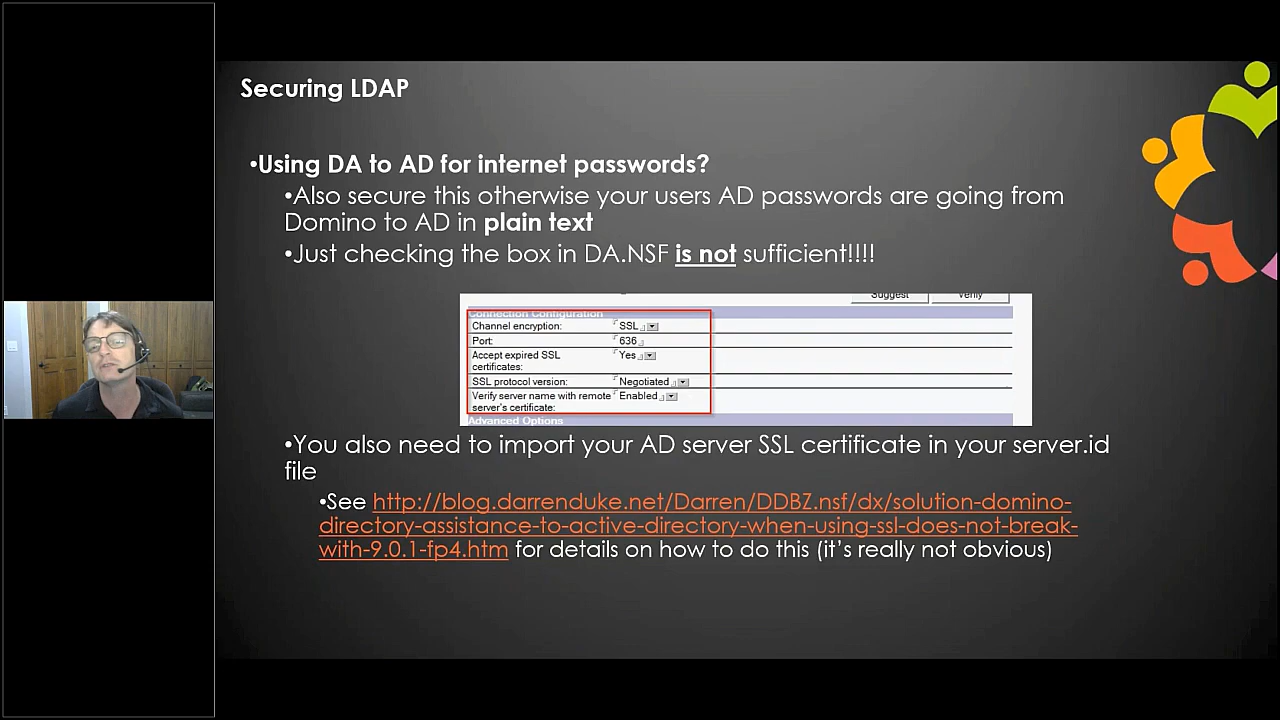 Securing LDAP
•Using DA to AD for internet passwords?
•Also secure this otherwise your users AD passwords are going from
Domino to AD in plain text
•Just checking the box in DA.NSF is not sufficient!!!!
Suggest Verify
Connection Configuration
Channel encryption: SSL
Port: 636
Accept expired SSL Yes
certificates:
SSL protocol version: Negotiated
Verify server name with remote Enabled
server's certificate:
Advanced Options
•You also need to import your AD server SSL certificate in your server.id
file
•See http://blog.darrenduke.net/Darren/DDBZ.nsf/dx/solution-domino-
directory-assistance-to-active-directory-when-using-ssl-does-not-break-
with-9.0.1-fp4.htm for details on how to do this (it's really not obvious)